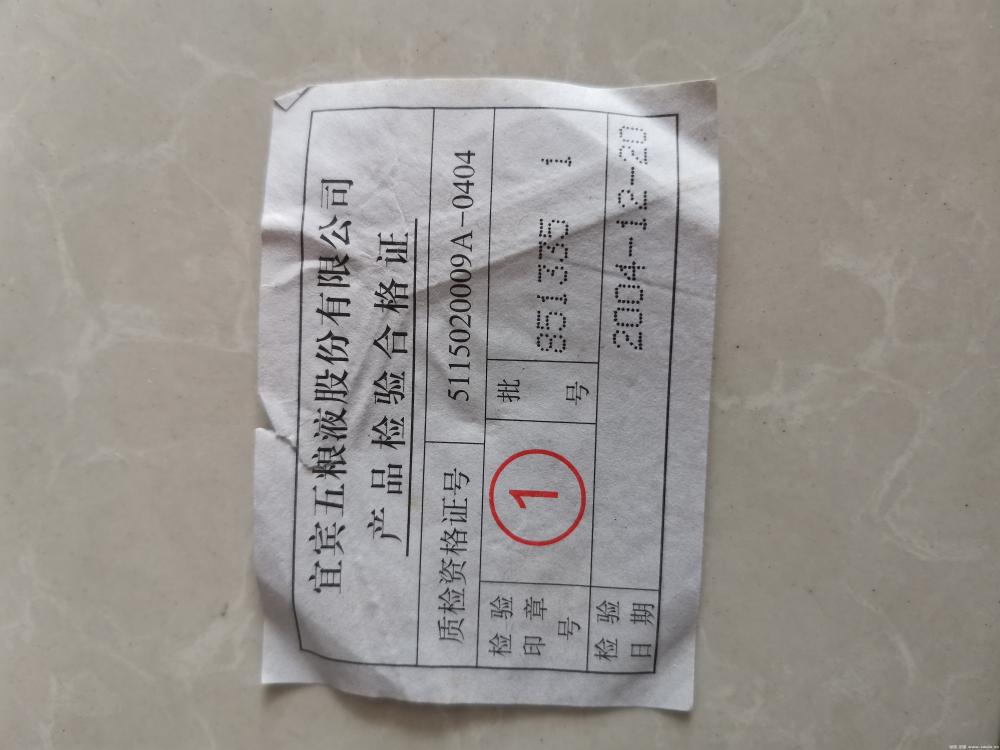 宜宾五粮液股份有限公司
产品检验合格证
质检资格证号 5115020009A-0404
检验印章号 1 批号 851335 1
检验日期 2004-12-20